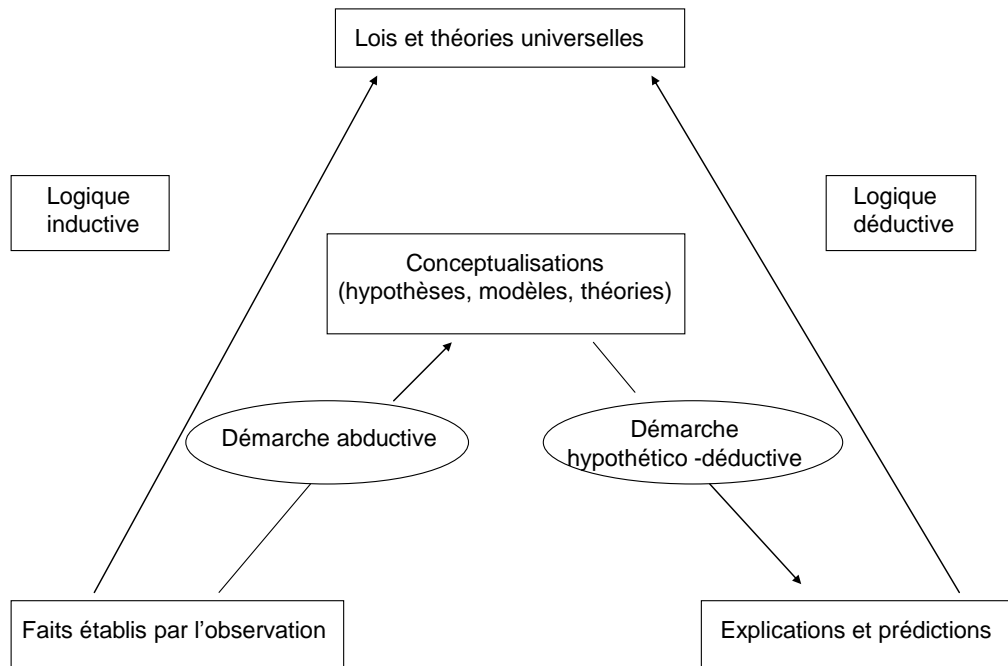 Lois et théories universelles
Logique
inductive
Logique
déductive
Conceptualisations
(hypothèses, modèles, théories)
Démarche abductive
Démarche
hypothético -déductive
Faits établis par l’observation
Explications et prédictions